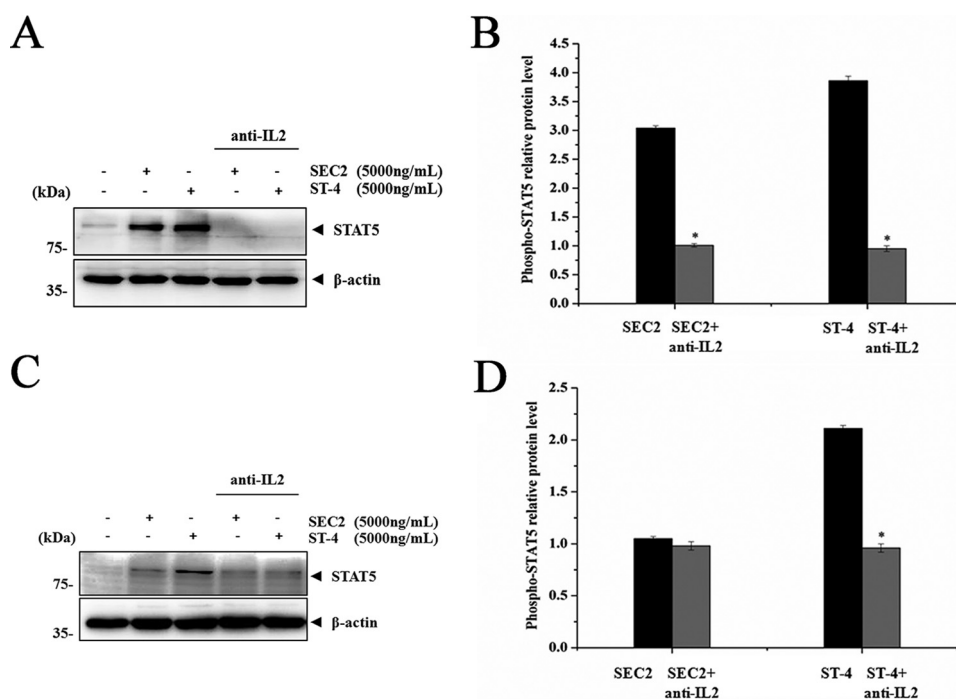 A
anti-IL2
- + - + - SEC2 (5000ng/mL)
(kDa) - - + - + ST-4 (5000ng/mL)
STAT5
75-
β-actin
35-
B
Phospho-STAT5 relative protein level
4.5
4.0
3.5
3.0
2.5
2.0
1.5
1.0
0.5
0.0
* *
SEC2 SEC2+ ST-4 ST-4+
anti-IL2 anti-IL2
C
anti-IL2
- + - + - SEC2 (5000ng/mL)
(kDa) - - + - + ST-4 (5000ng/mL)
STAT5
75-
β-actin
35-
D
Phospho-STAT5 relative protein level
2.5
2.0
1.5
1.0
0.5
0.0
*
SEC2 SEC2+ ST-4 ST-4+
anti-IL2 anti-IL2